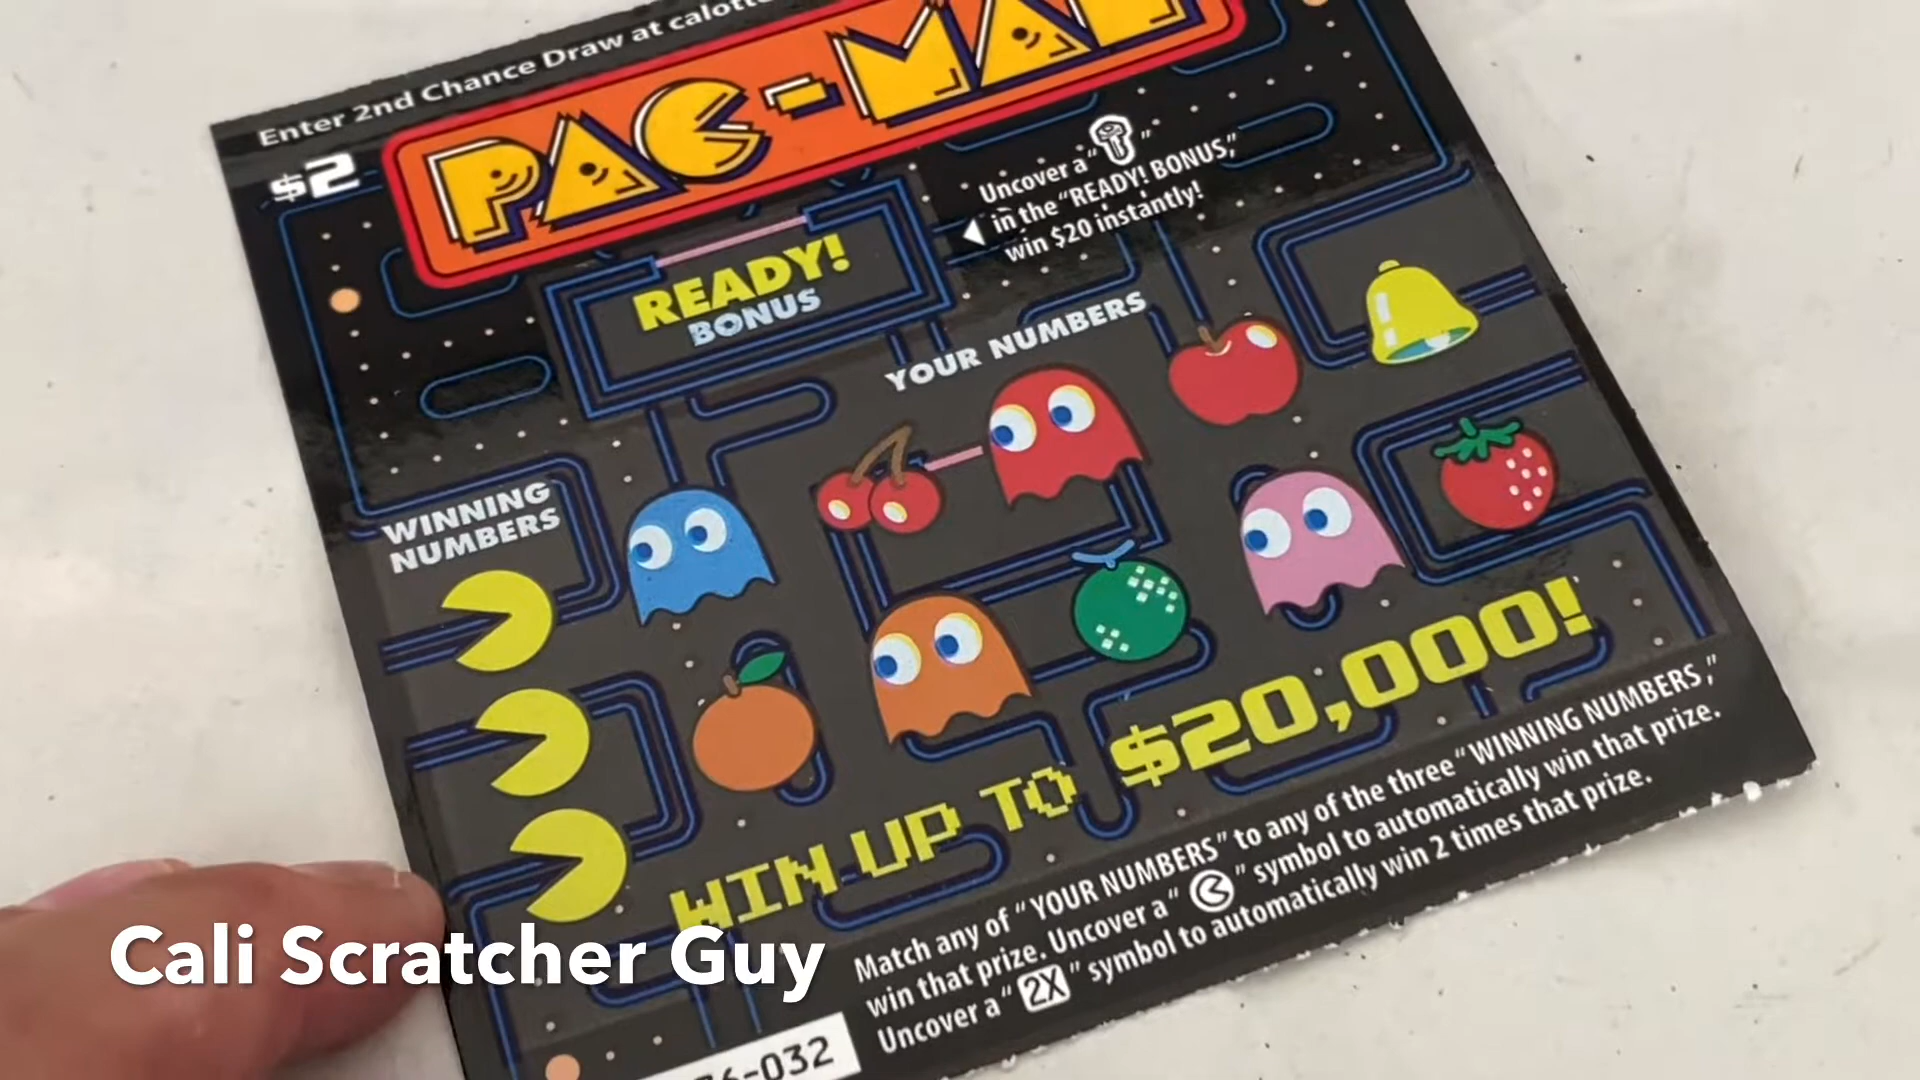 Enter 2nd Chance Draw at
$2
PAC-MAN
Uncover a " "
in the "READY! BONUS,"
win $20 instantly!
READY!
BONUS
YOUR NUMBERS
WINNING
NUMBERS
WIN UP TO $20,000!
Match any of "YOUR NUMBERS" to any of the three "WINNING NUMBERS,"
win that prize. Uncover a " " symbol to automatically win that prize.
Uncover a "2X" symbol to automatically win 2 times that prize.
-032
Cali Scratcher Guy